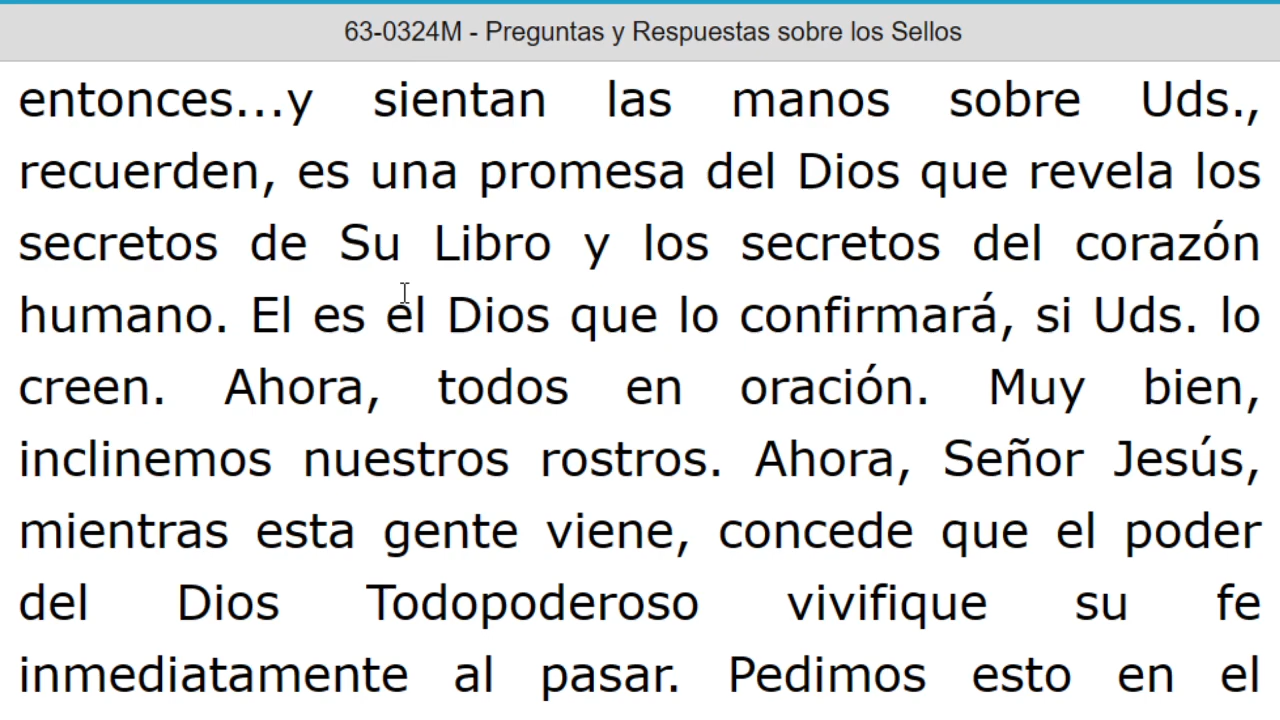 63-0324M - Preguntas y Respuestas sobre los Sellos
entonces...y sientan las manos sobre Uds.,
recuerden, es una promesa del Dios que revela los
secretos de Su Libro y los secretos del corazón
humano. El es el Dios que lo confirmará, si Uds. lo
creen. Ahora, todos en oración. Muy bien,
inclinemos nuestros rostros. Ahora, Señor Jesús,
mientras esta gente viene, concede que el poder
del Dios Todopoderoso vivifique su fe
inmediatamente al pasar. Pedimos esto en el